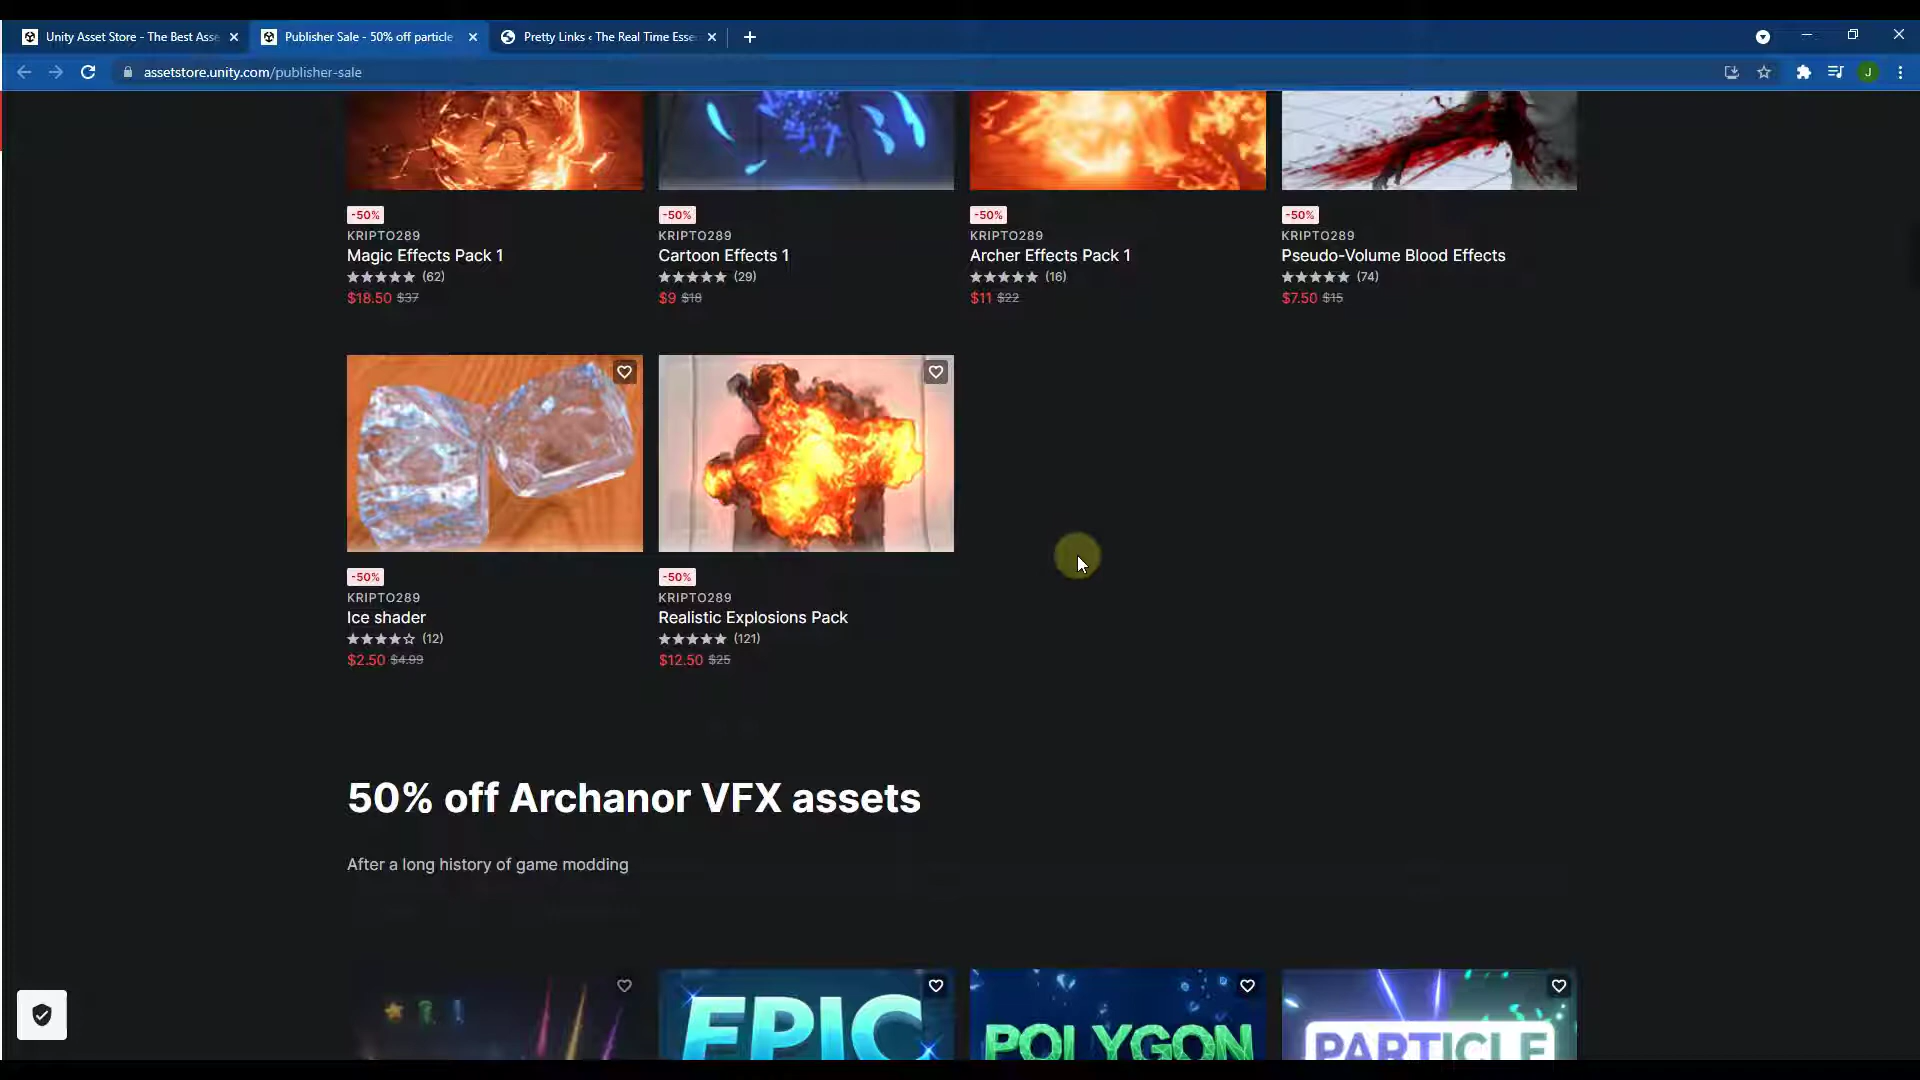 Unity Asset Store - The Best Asse
Publisher Sale - 50% off particle
Pretty Links ‹ The Real Time Esse
assetstore.unity.com/publisher-sale
J
-50%
KRIPTO289
Magic Effects Pack 1
(62)
$18.50 $37
-50%
KRIPTO289
Cartoon Effects 1
(29)
$9 $18
-50%
KRIPTO289
Archer Effects Pack 1
(16)
$11 $22
-50%
KRIPTO289
Pseudo-Volume Blood Effects
(74)
$7.50 $15
-50%
KRIPTO289
Ice shader
(12)
$2.50 $4.99
-50%
KRIPTO289
Realistic Explosions Pack
(121)
$12.50 $25
50% off Archanor VFX assets
After a long history of game modding
EPIC
POLYGON
PARTICLE